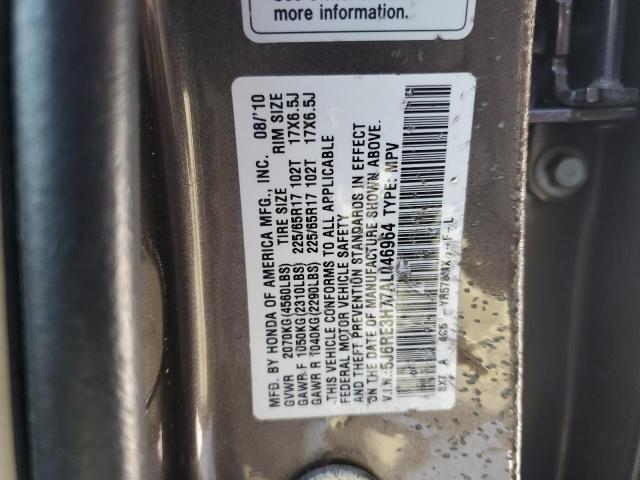 more information.
MFD. BY HONDA OF AMERICA MFG., INC. 08/'10
GVWR 2070KG(4560LBS) TIRE SIZE RIM SIZE
GAWR F 1050KG(2310LBS) 225/65R17 102T 17X6.5J
GAWR R 1040KG(2290LBS) 225/65R17 102T 17X6.5J
THIS VEHICLE CONFORMS TO ALL APPLICABLE
FEDERAL MOTOR VEHICLE SAFETY
AND THEFT PREVENTION STANDARDS IN EFFECT
ON THE DATE OF MANUFACTURE SHOWN ABOVE.
V.I.N.: 5J6RE3H77AL046964 TYPE: MPV
SX7 A YR578MX F-L